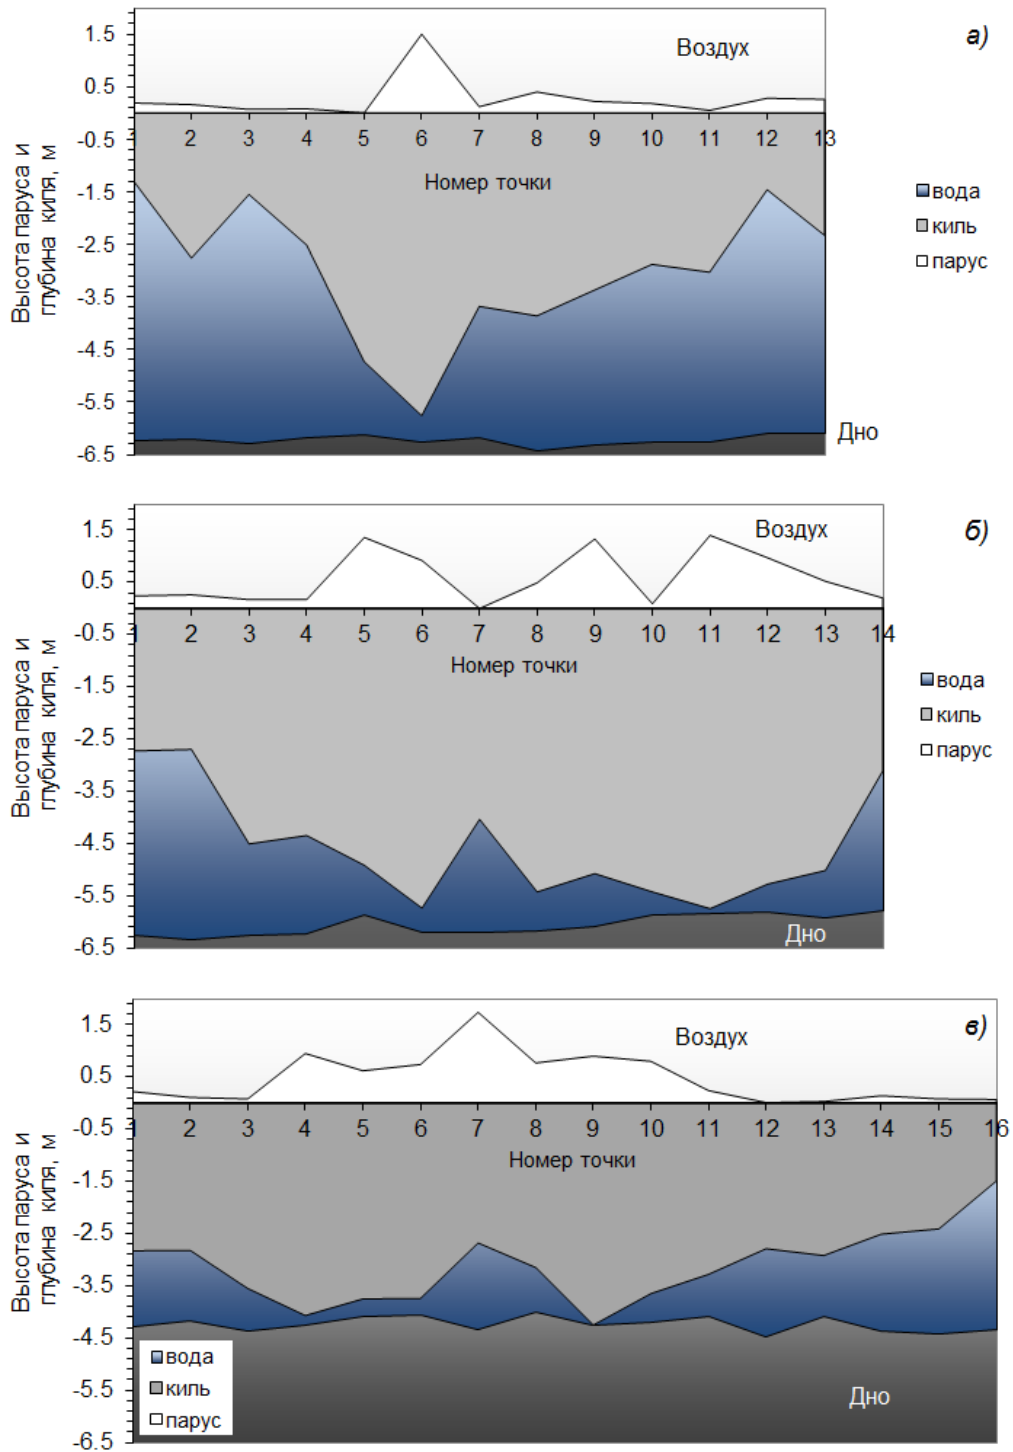 а)
Воздух
1.5
0.5
-0.5
-1.5
-2.5
-3.5
-4.5
-5.5
-6.5
1 2 3 4 5 6 7 8 9 10 11 12 13
Номер точки
Высота паруса и
глубина киля, м
вода
киль
парус
Дно
б)
Воздух
1.5
0.5
-0.5
-1.5
-2.5
-3.5
-4.5
-5.5
-6.5
1 2 3 4 5 6 7 8 9 10 11 12 13 14
Номер точки
Высота паруса и
глубина киля, м
вода
киль
парус
Дно
в)
Воздух
1.5
0.5
-0.5
-1.5
-2.5
-3.5
-4.5
-5.5
-6.5
1 2 3 4 5 6 7 8 9 10 11 12 13 14 15 16
Номер точки
Высота паруса и
глубина киля, м
вода
киль
парус
Дно